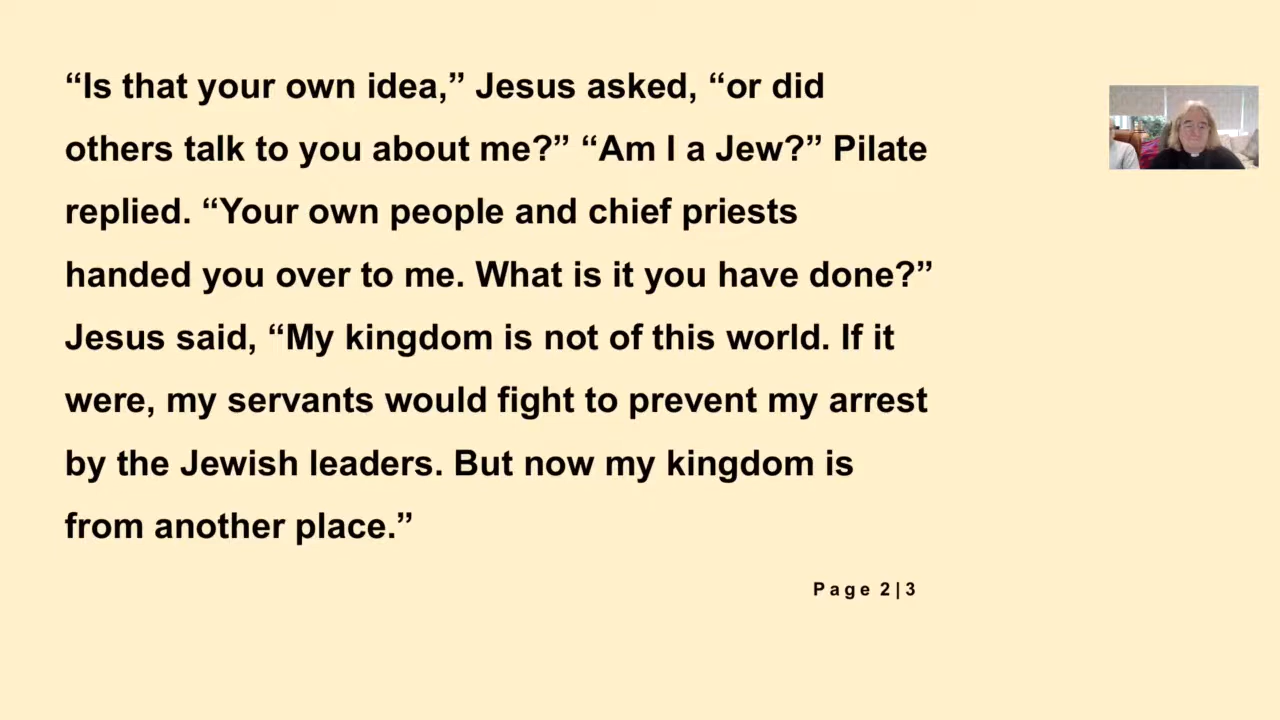 “Is that your own idea,” Jesus asked, “or did
others talk to you about me?” “Am I a Jew?” Pilate
replied. “Your own people and chief priests
handed you over to me. What is it you have done?”
Jesus said, “My kingdom is not of this world. If it
were, my servants would fight to prevent my arrest
by the Jewish leaders. But now my kingdom is
from another place.”
Page 2|3